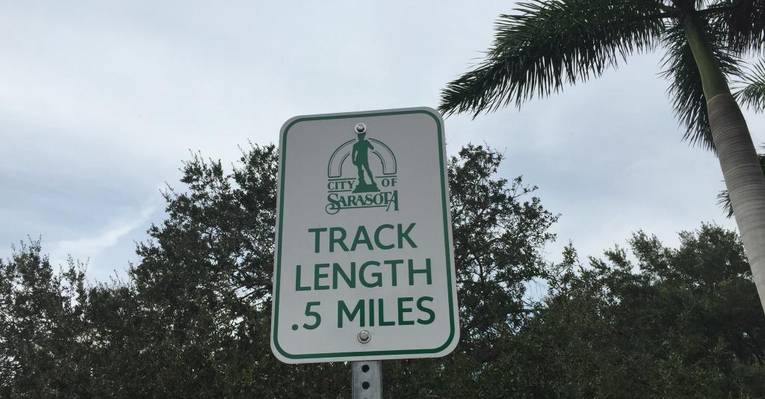 CITY OF
SARASOTA
TRACK
LENGTH
.5 MILES